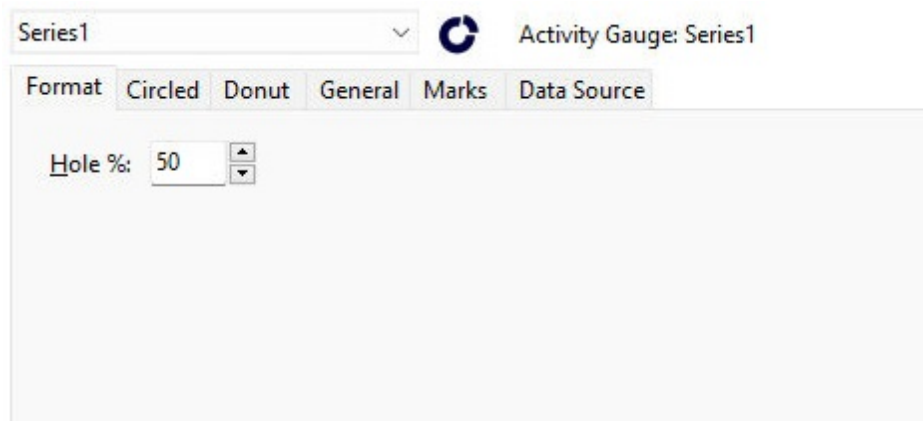 Series1 Activity Gauge: Series1
Format Circled Donut General Marks Data Source
Hole %: 50